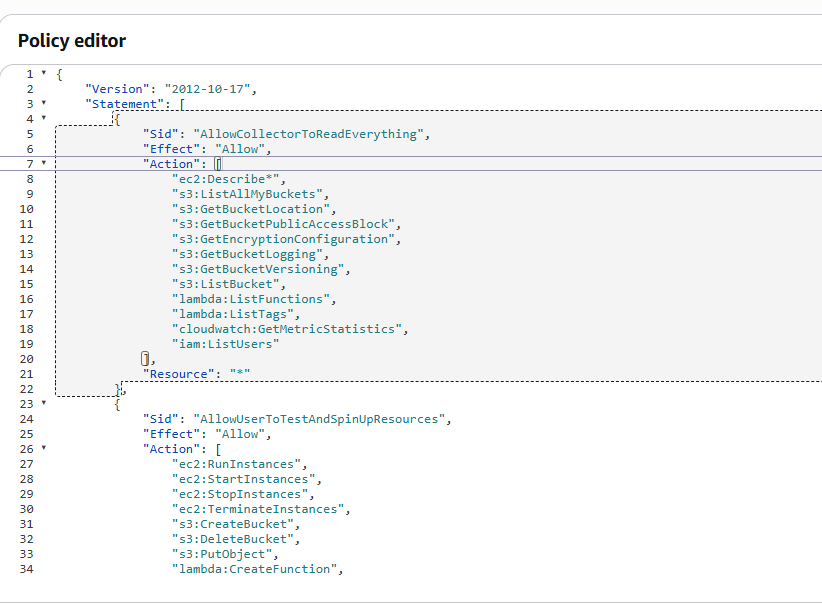 Policy editor
1 {
2 "Version": "2012-10-17",
3 "Statement": [
4 {
5 "Sid": "AllowCollectorToReadEverything",
6 "Effect": "Allow",
7 "Action": [
8 "ec2:Describe*",
9 "s3:ListAllMyBuckets",
10 "s3:GetBucketLocation",
11 "s3:GetBucketPublicAccessBlock",
12 "s3:GetEncryptionConfiguration",
13 "s3:GetBucketLogging",
14 "s3:GetBucketVersioning",
15 "s3:ListBucket",
16 "lambda:ListFunctions",
17 "lambda:ListTags",
18 "cloudwatch:GetMetricStatistics",
19 "iam:ListUsers"
20 ],
21 "Resource": "*"
22 },
23 {
24 "Sid": "AllowUserToTestAndSpinUpResources",
25 "Effect": "Allow",
26 "Action": [
27 "ec2:RunInstances",
28 "ec2:StartInstances",
29 "ec2:StopInstances",
30 "ec2:TerminateInstances",
31 "s3:CreateBucket",
32 "s3:DeleteBucket",
33 "s3:PutObject",
34 "lambda:CreateFunction",